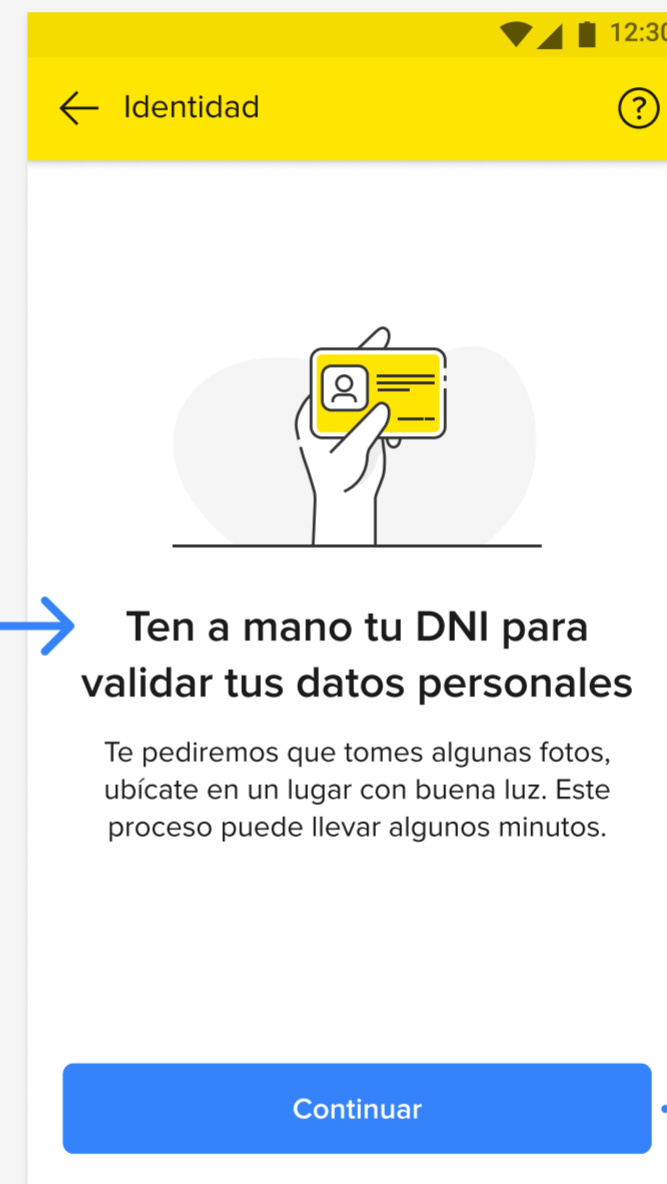 12:30
Identidad
?
Ten a mano tu DNI para
validar tus datos personales
Te pediremos que tomes algunas fotos,
ubícate en un lugar con buena luz. Este
proceso puede llevar algunos minutos.
Continuar